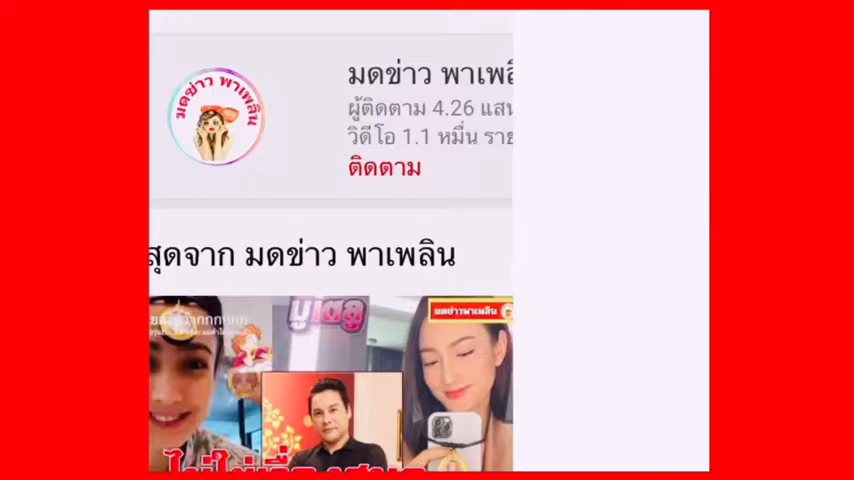 มดข่าว พาเพลิน
มดข่าว พาเพลิ
ผู้ติดตาม 4.26 แสน
วิดีโอ 1.1 หมื่น ราย
ติดตาม
สุดจาก มดข่าว พาเพลิน
มูเตลู
มดข่าวพาเพลิน